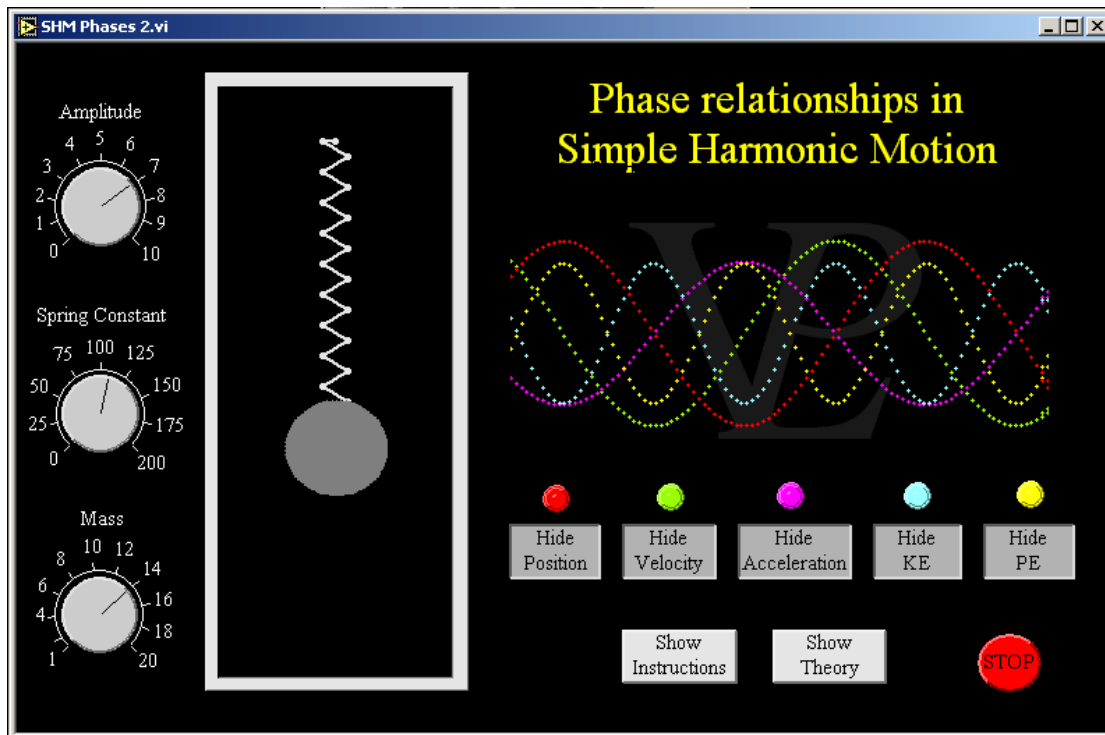 SHM Phases 2.vi
Phase relationships in
Simple Harmonic Motion
Amplitude
0 1 2 3 4 5 6 7 8 9 10
Spring Constant
0 25 50 75 100 125 150 175 200
Mass
1 4 6 8 10 12 14 16 18 20
VPL
Hide
Position
Hide
Velocity
Hide
Acceleration
Hide
KE
Hide
PE
Show
Instructions
Show
Theory
STOP